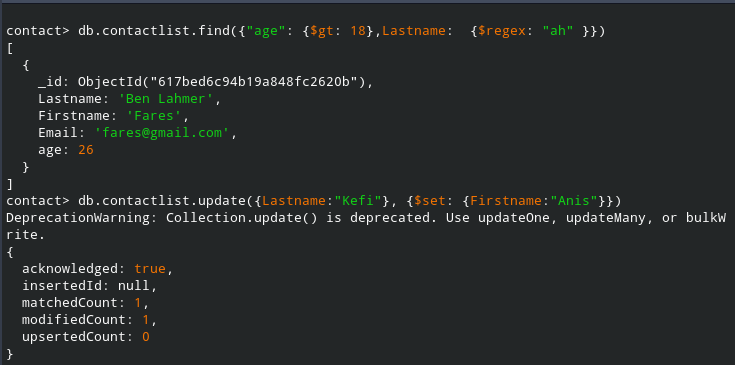 contact> db.contactlist.find({"age": {$gt: 18},Lastname:  {$regex: "ah" }})
[
  {
    _id: ObjectId("617bed6c94b19a848fc2620b"),
    Lastname: 'Ben Lahmer',
    Firstname: 'Fares',
    Email: 'fares@gmail.com',
    age: 26
  }
]
contact> db.contactlist.update({Lastname:"Kefi"}, {$set: {Firstname:"Anis"}})
DeprecationWarning: Collection.update() is deprecated. Use updateOne, updateMany, or bulkW
rite.
{
  acknowledged: true,
  insertedId: null,
  matchedCount: 1,
  modifiedCount: 1,
  upsertedCount: 0
}